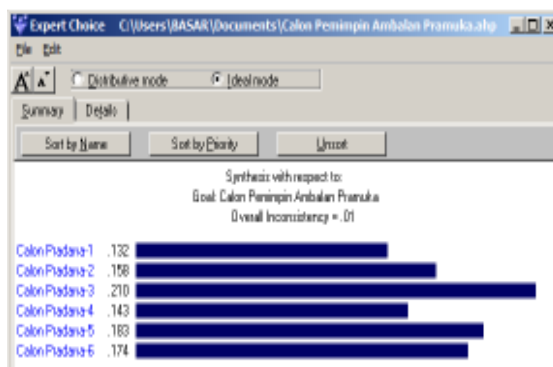 Expert Choice C:\Users\BASAR\Documents\Calon Pemimpin Ambalan Pramuka.ahp
File Edit
A A Distributive mode Ideal mode
Summary Details
Sort by Name Sort by Priority Unsort
Synthesis with respect to:
Goal: Calon Pemimpin Ambalan Pramuka
Overall Inconsistency = .01
Calon Pradana-1 .132
Calon Pradana-2 .158
Calon Pradana-3 .210
Calon Pradana-4 .143
Calon Pradana-5 .183
Calon Pradana-6 .174